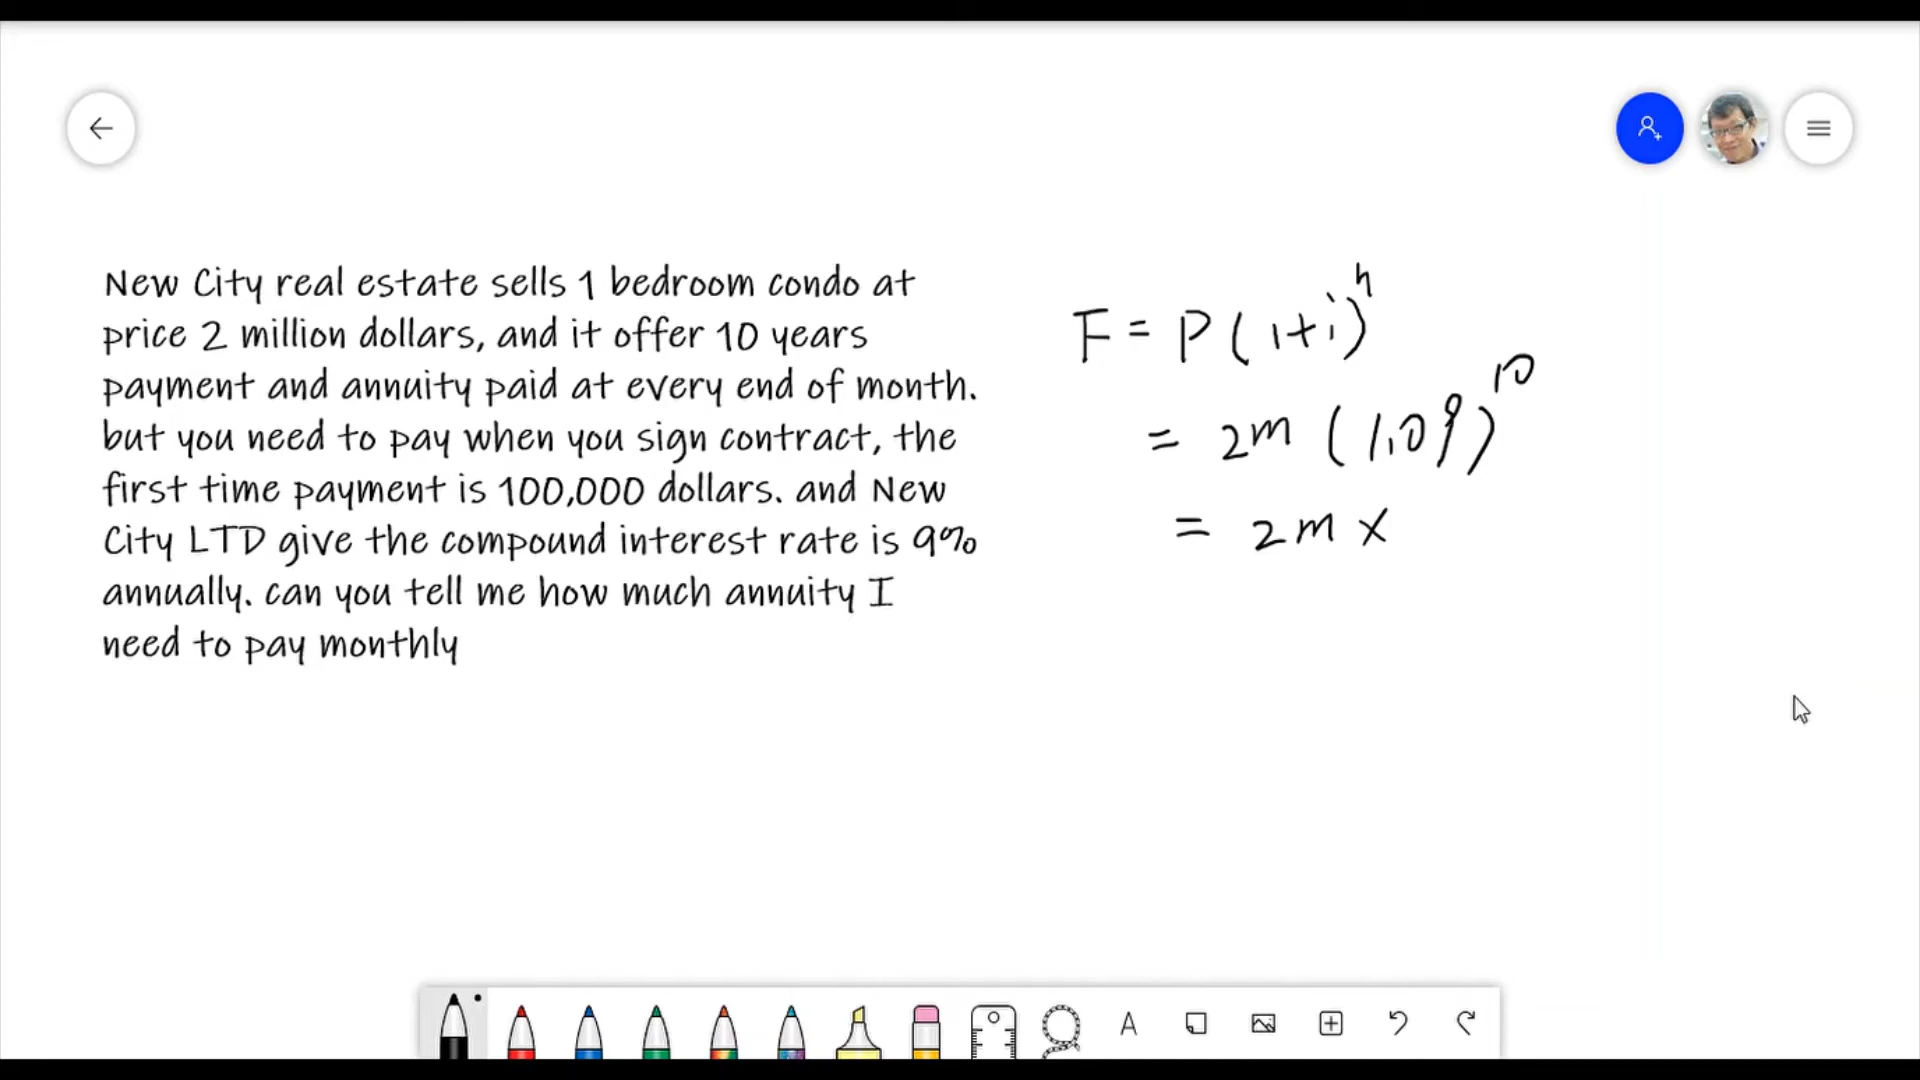 New City real estate sells 1 bedroom condo at
price 2 million dollars, and it offer 10 years
payment and annuity paid at every end of month.
but you need to pay when you sign contract, the
first time payment is 100,000 dollars. and New
City LTD give the compound interest rate is 9%
annually. can you tell me how much annuity I
need to pay monthly
F = P(1+i)^n
= 2m (1.09)^10
= 2m x
A